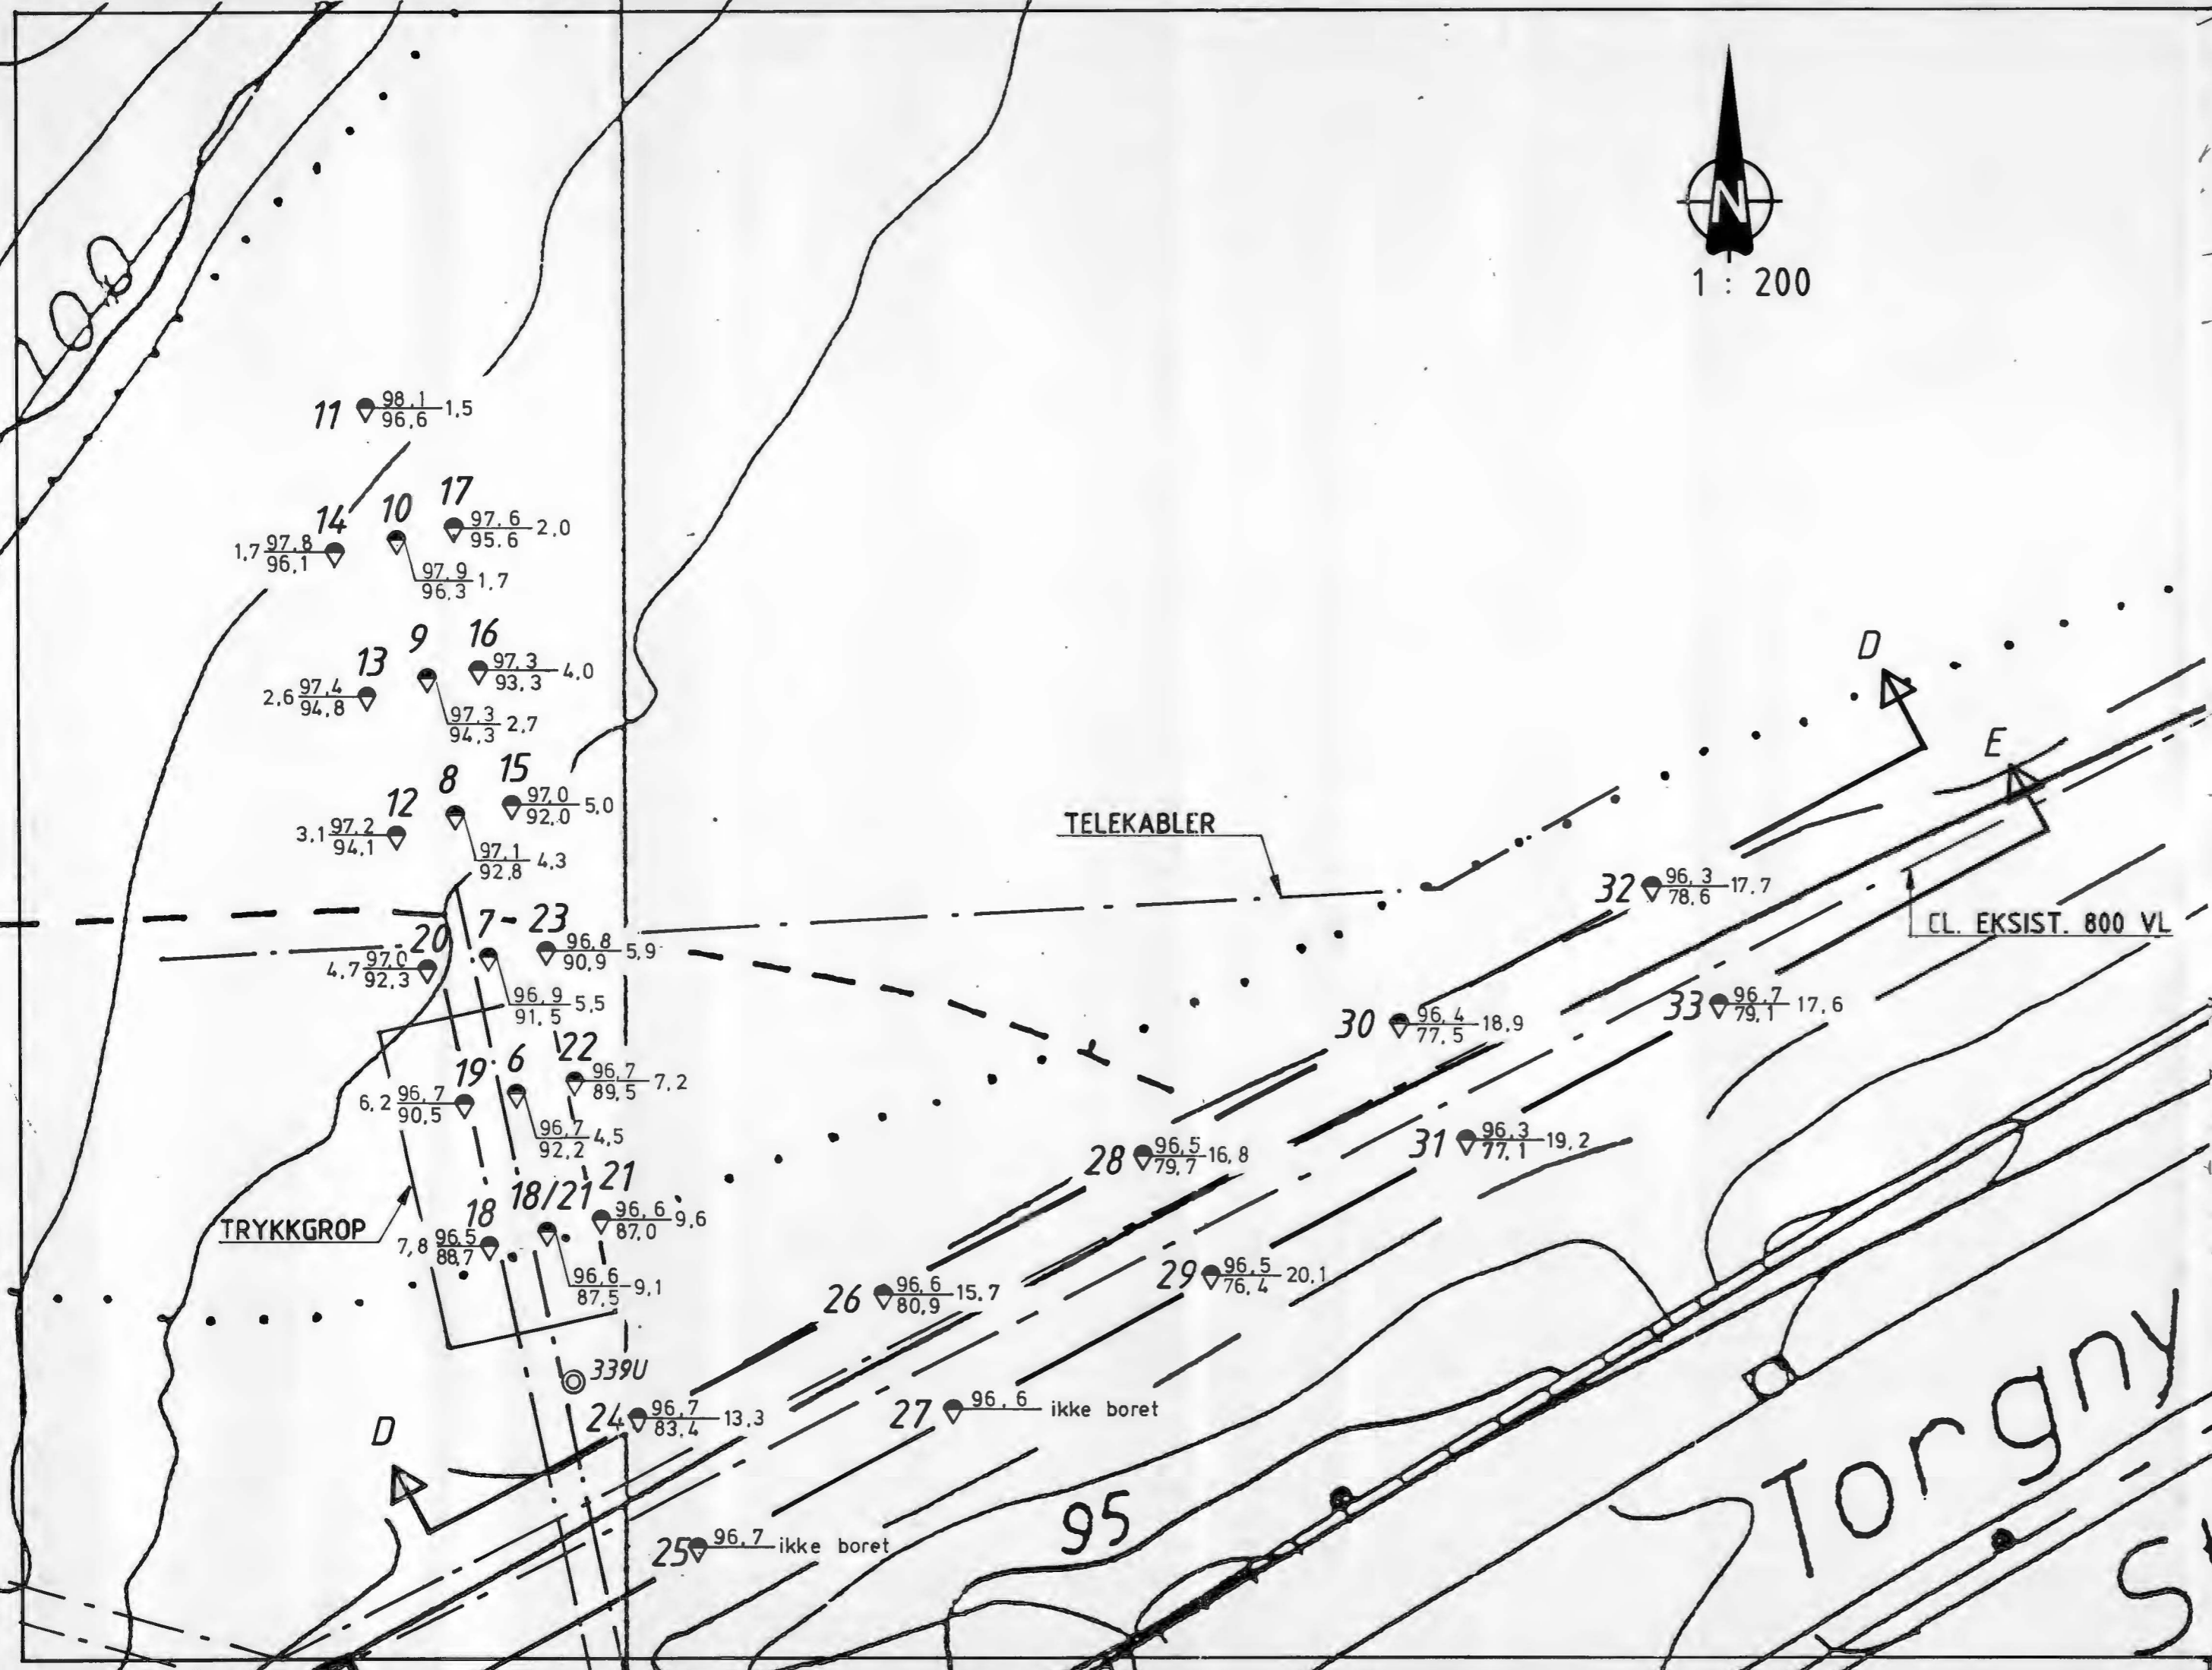 N
1 : 200
100
11 98,1 96,6 1,5
14 1,7 97,8 96,1
10 97,9 96,3 1,7
17 97,6 95,6 2,0
13 2,6 97,4 94,8
9 97,3 94,3 2,7
16 97,3 93,3 4,0
12 3,1 97,2 94,1
8 97,1 92,8 4,3
15 97,0 92,0 5,0
D
E
TELEKABLER
20 4,7 97,0 92,3
7 96,9 91,5 5,5
23 96,8 90,9 5,9
32 96,3 78,6 17,7
CL. EKSIST. 800 VL
33 96,7 79,1 17,6
30 96,4 77,5 18,9
19 6,2 96,7 90,5
6 96,7 92,2 4,5
22 96,7 89,5 7,2
28 96,5 79,7 16,8
31 96,3 77,1 19,2
TRYKKGROP
18 7,8 96,5 88,7
18/21 96,6 87,5 9,1
21 96,6 87,0 9,6
26 96,6 80,9 15,7
29 96,5 76,4 20,1
339U
24 96,7 83,4 13,3
27 96,6 ikke boret
D
25 96,7 ikke boret
95
Torgny